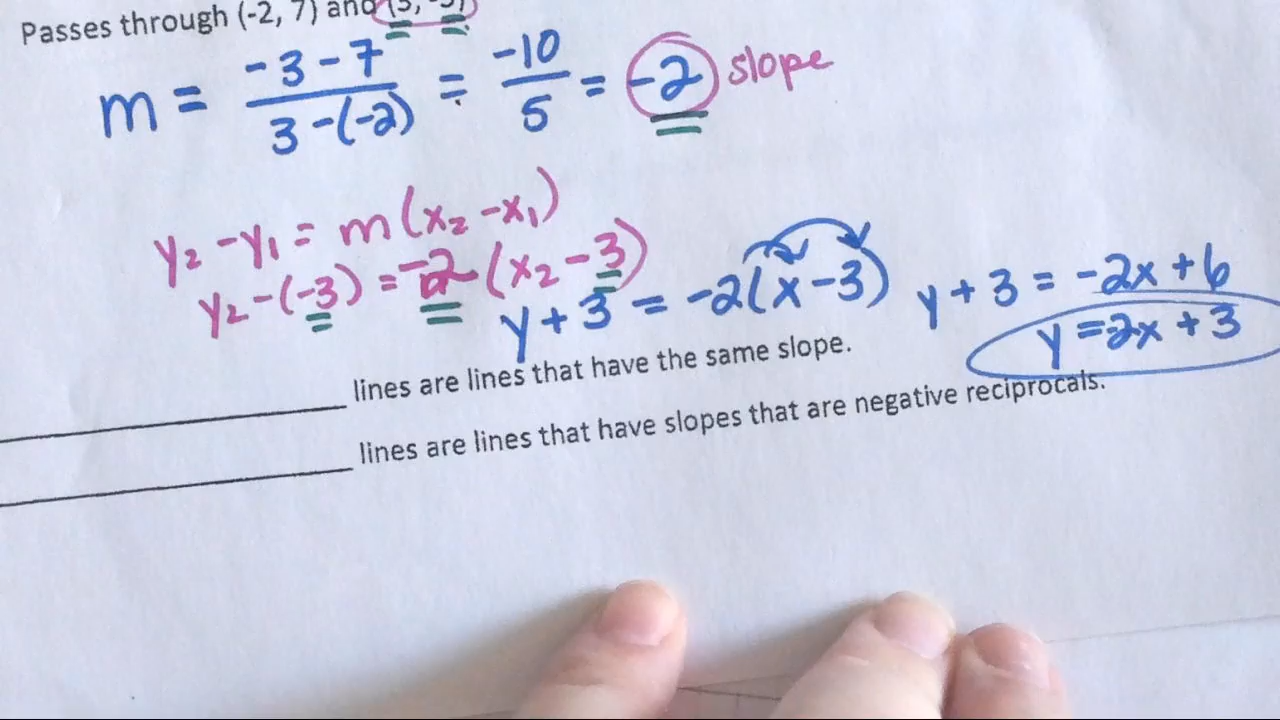 Passes through (-2, 7) and (3, -3)
m = -3 - 7 / 3 - (-2) = -10 / 5 = -2 slope
y₂ - y₁ = m(x₂ - x₁)
y₂ - (-3) = -2 (x₂ - 3)
y + 3 = -2(x - 3)
y + 3 = -2x + 6
y = 2x + 3
lines are lines that have the same slope.
lines are lines that have slopes that are negative reciprocals.